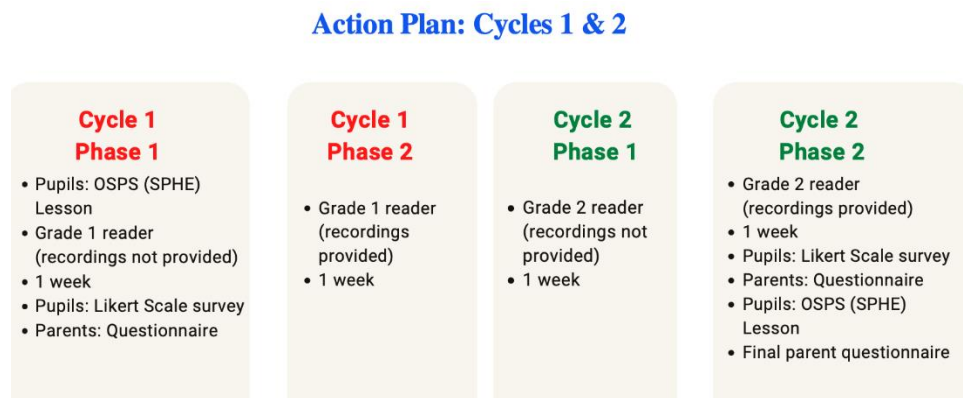 Action Plan: Cycles 1 & 2
Cycle 1
Phase 1
• Pupils: OSPS (SPHE)
Lesson
• Grade 1 reader
(recordings not provided)
• 1 week
• Pupils: Likert Scale survey
• Parents: Questionnaire
Cycle 1
Phase 2
• Grade 1 reader
(recordings
provided)
• 1 week
Cycle 2
Phase 1
• Grade 2 reader
(recordings not
provided)
• 1 week
Cycle 2
Phase 2
• Grade 2 reader
(recordings provided)
• 1 week
• Pupils: Likert Scale survey
• Parents: Questionnaire
• Pupils: OSPS (SPHE)
Lesson
• Final parent questionnaire